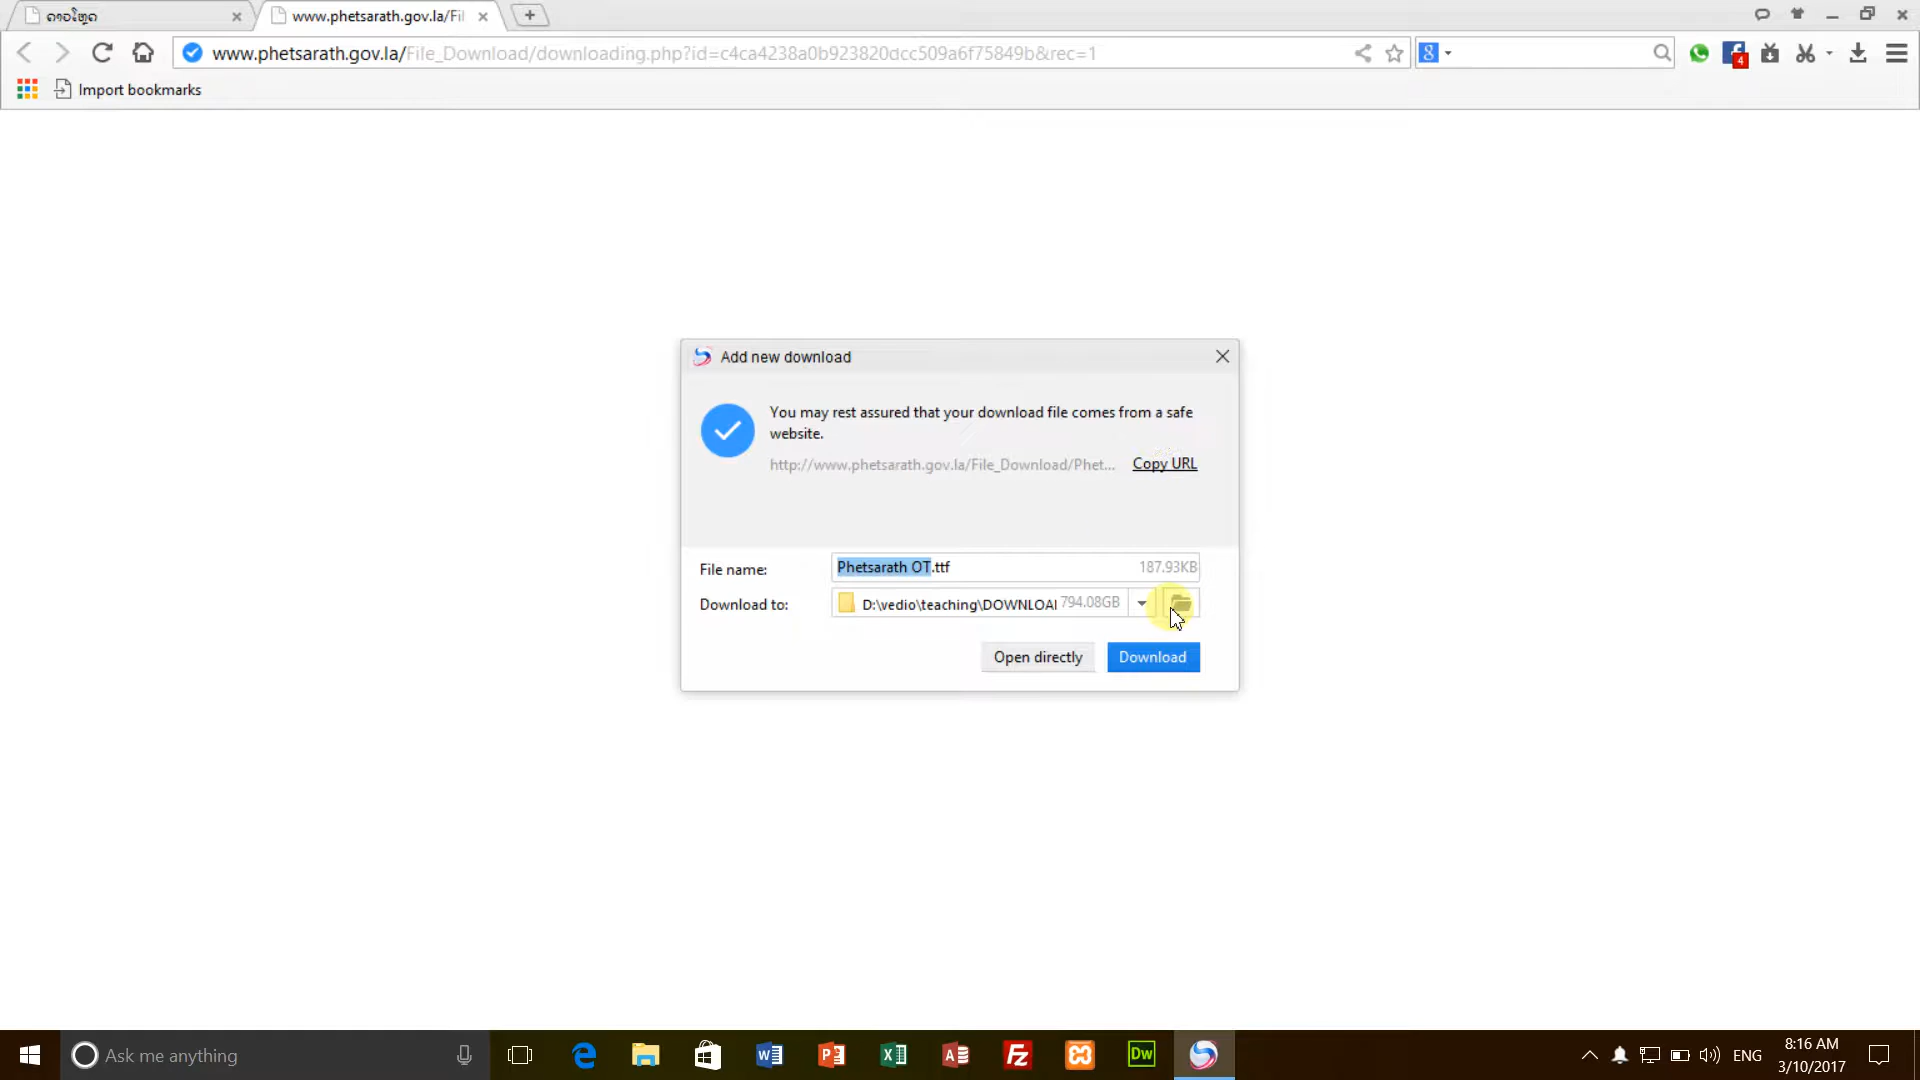 ດາວໂຫຼດ
www.phetsarath.gov.la/Fil
www.phetsarath.gov.la/File_Download/downloading.php?id=c4ca4238a0b923820dcc509a6f75849b&rec=1
4
Import bookmarks
Add new download
You may rest assured that your download file comes from a safe
website.
http://www.phetsarath.gov.la/File_Download/Phet... Copy URL
File name: Phetsarath OT.ttf 187.93KB
Download to: D:\vedio\teaching\DOWNLOAI 794.08GB
Open directly Download
Ask me anything
ENG
8:16 AM
3/10/2017